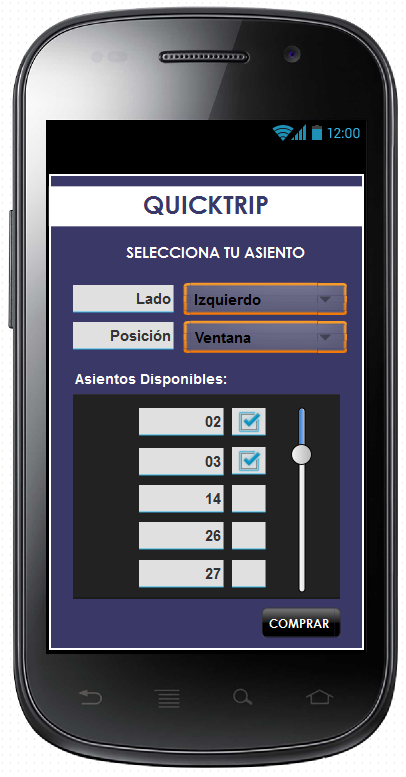 12:00
QUICKTRIP
SELECCIONA TU ASIENTO
Lado Izquierdo
Posición Ventana
Asientos Disponibles:
02
03
14
26
27
COMPRAR